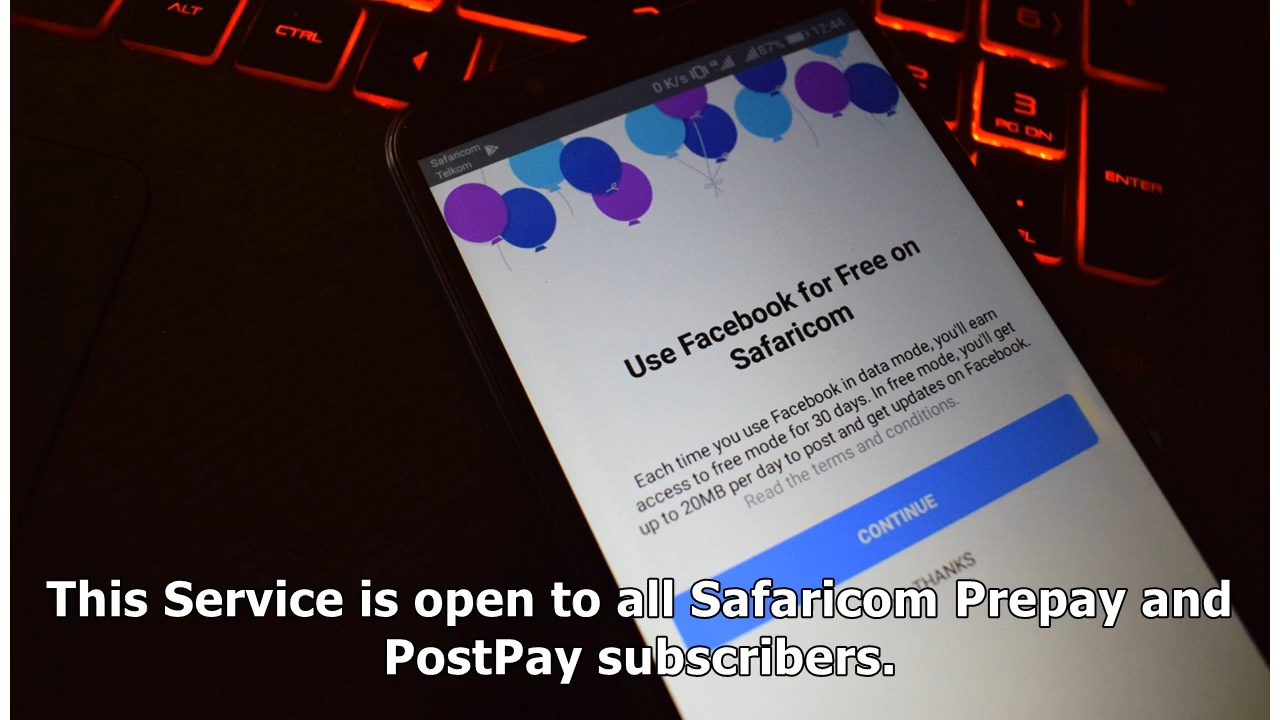 ALT
CTRL
6
2
3
PG DN
ENTER
0 K/s 87% 12:44
Safaricom
Telkom
Use Facebook for Free on
Safaricom
Each time you use Facebook in data mode, you'll earn
access to free mode for 30 days. In free mode, you'll get
up to 20MB per day to post and get updates on Facebook.
Read the terms and conditions.
CONTINUE
THANKS
This Service is open to all Safaricom Prepay and
PostPay subscribers.